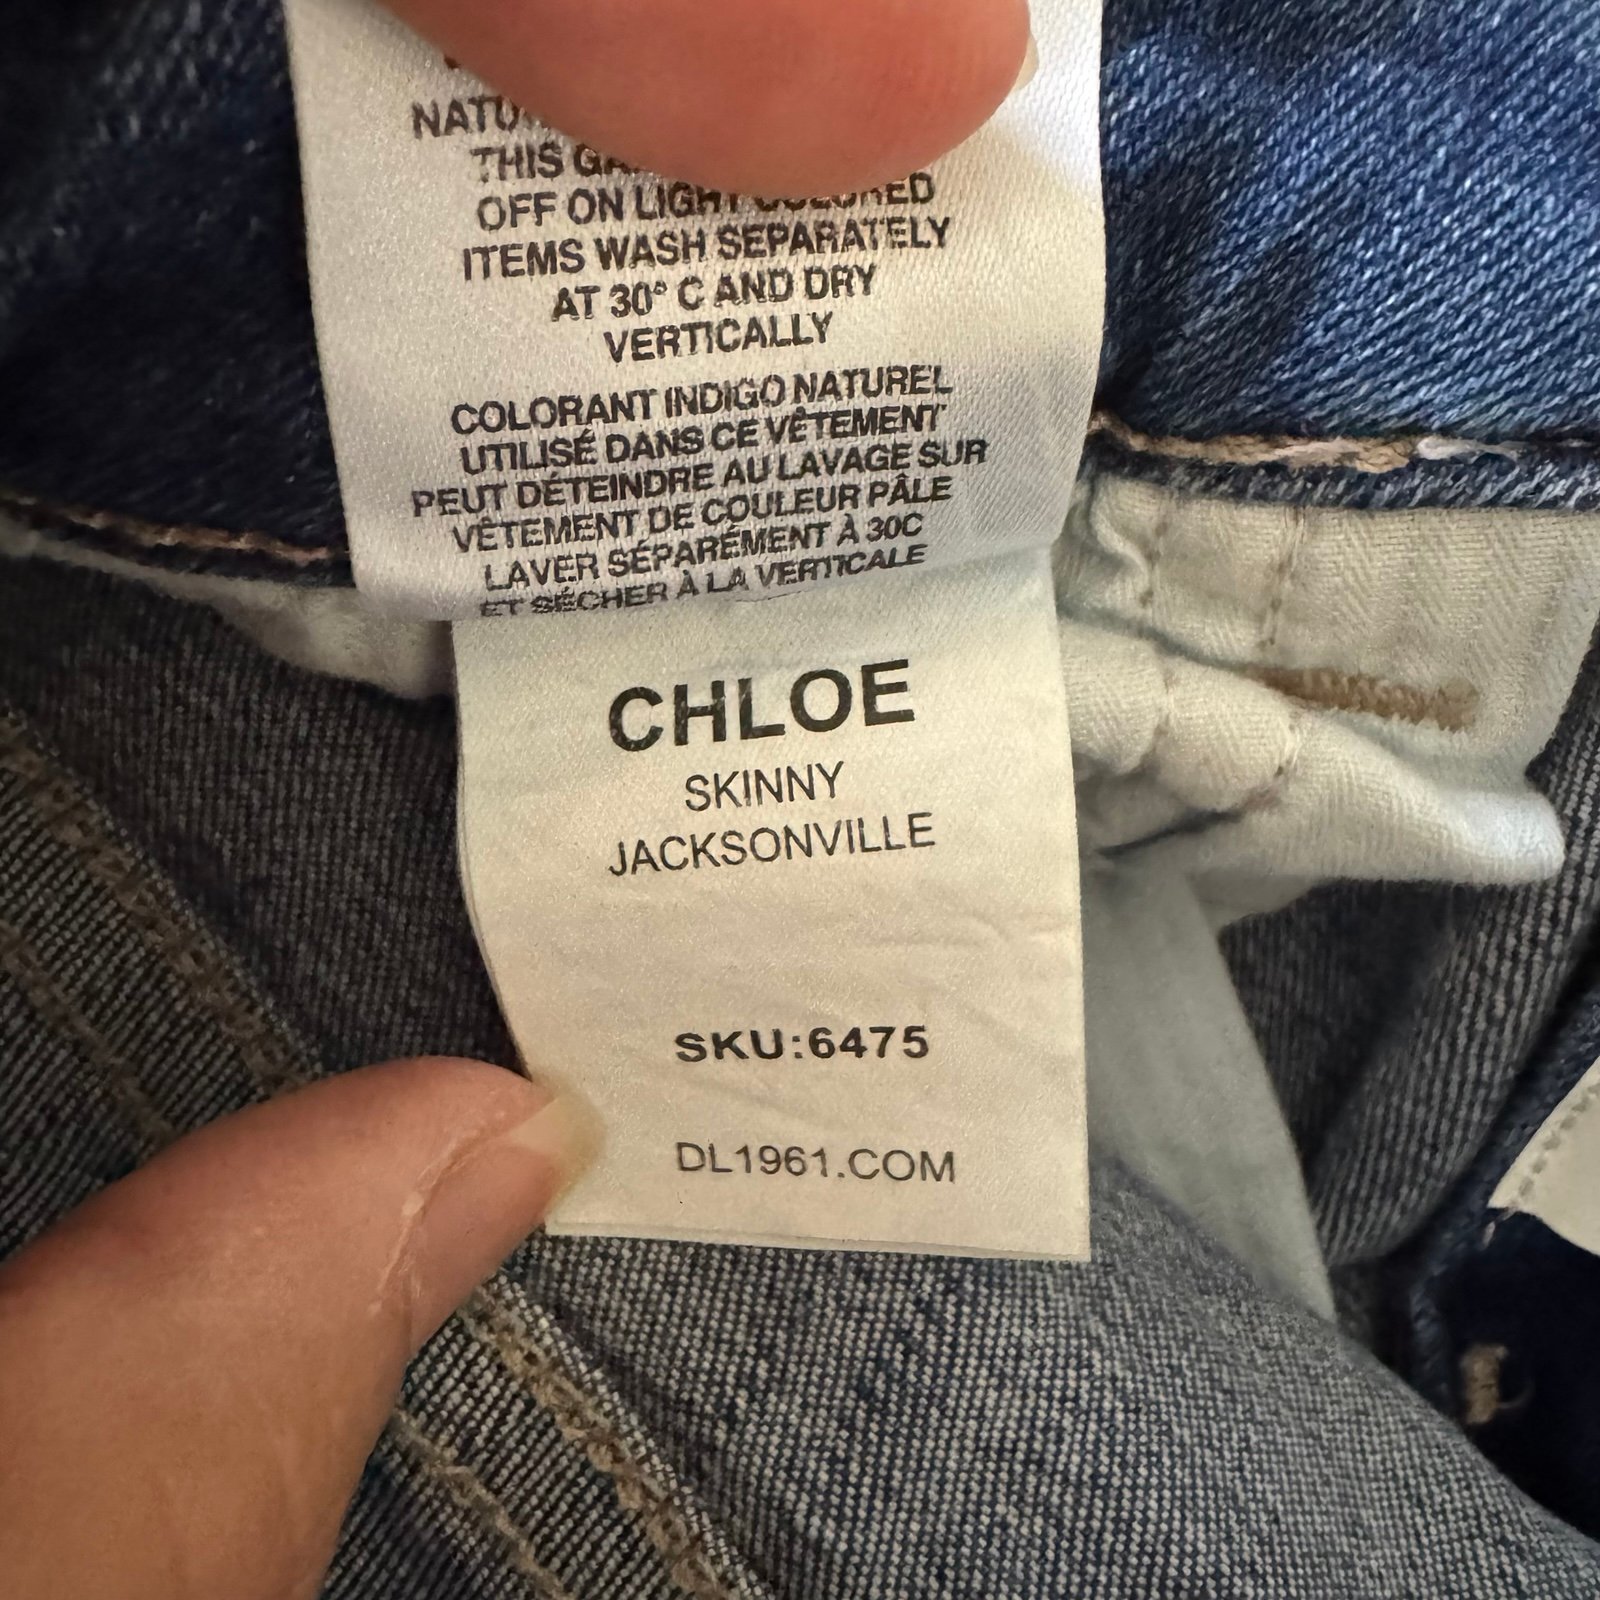 THIS
OFF ON LIGHT COLORED
ITEMS WASH SEPARATELY
AT 30° C AND DRY
VERTICALLY
COLORANT INDIGO NATUREL
UTILISÉ DANS CE VÊTEMENT
PEUT DÉTEINDRE AU LAVAGE SUR
VÊTEMENT DE COULEUR PÂLE
LAVER SÉPARÉMENT À 30C
ET SÉCHER À LA VERTICALE
CHLOE
SKINNY
JACKSONVILLE
SKU:6475
DL1961.COM